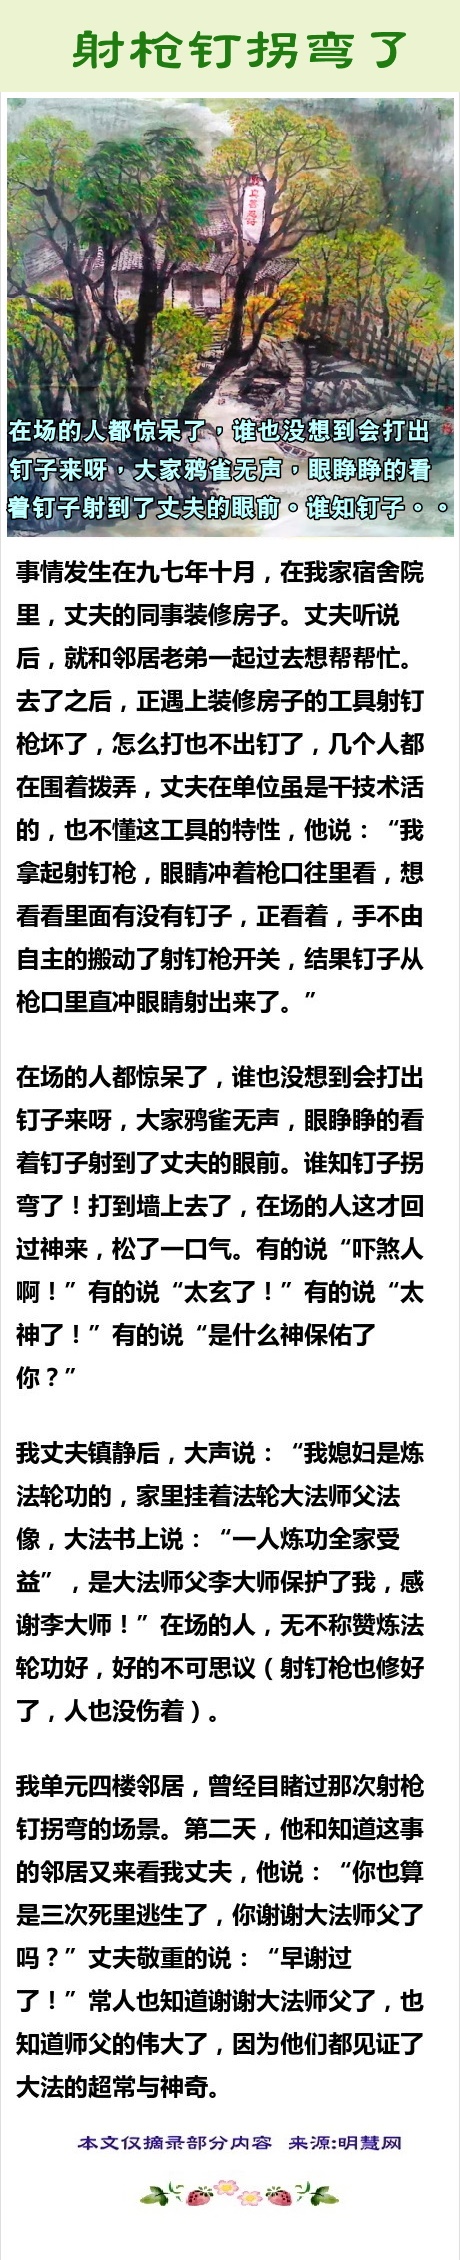 射枪钉拐弯了
在场的人都惊呆了，谁也没想到会打出
钉子来呀，大家鸦雀无声，眼睁睁的看
着钉子射到了丈夫的眼前。谁知钉子。。
事情发生在九七年十月，在我家宿舍院
里，丈夫的同事装修房子。丈夫听说
后，就和邻居老弟一起过去想帮帮忙。
去了之后，正遇上装修房子的工具射钉
枪坏了，怎么打也不出钉了，几个人都
在围着拨弄，丈夫在单位虽是干技术活
的，也不懂这工具的特性，他说：“我
拿起射钉枪，眼睛冲着枪口往里看，想
看看里面有没有钉子，正看着，手不由
自主的搬动了射钉枪开关，结果钉子从
枪口里直冲眼睛射出来了。”
在场的人都惊呆了，谁也没想到会打出
钉子来呀，大家鸦雀无声，眼睁睁的看
着钉子射到了丈夫的眼前。谁知钉子拐
弯了！打到墙上去了，在场的人这才回
过神来，松了一口气。有的说“吓煞人
啊！”有的说“太玄了！”有的说“太
神了！”有的说“是什么神保佑了
你？”
我丈夫镇静后，大声说：“我媳妇是炼
法轮功的，家里挂着法轮大法师父法
像，大法书上说：“一人炼功全家受
益”，是大法师父李大师保护了我，感
谢李大师！”在场的人，无不称赞炼法
轮功好，好的不可思议（射钉枪也修好
了，人也没伤着）。
我单元四楼邻居，曾经目睹过那次射枪
钉拐弯的场景。第二天，他和知道这事
的邻居又来看我丈夫，他说：“你也算
是三次死里逃生了，你谢谢大法师父了
吗？”丈夫敬重的说：“早谢过
了！”常人也知道谢谢大法师父了，也
知道师父的伟大了，因为他们都见证了
大法的超常与神奇。
本文仅摘录部分内容 来源:明慧网